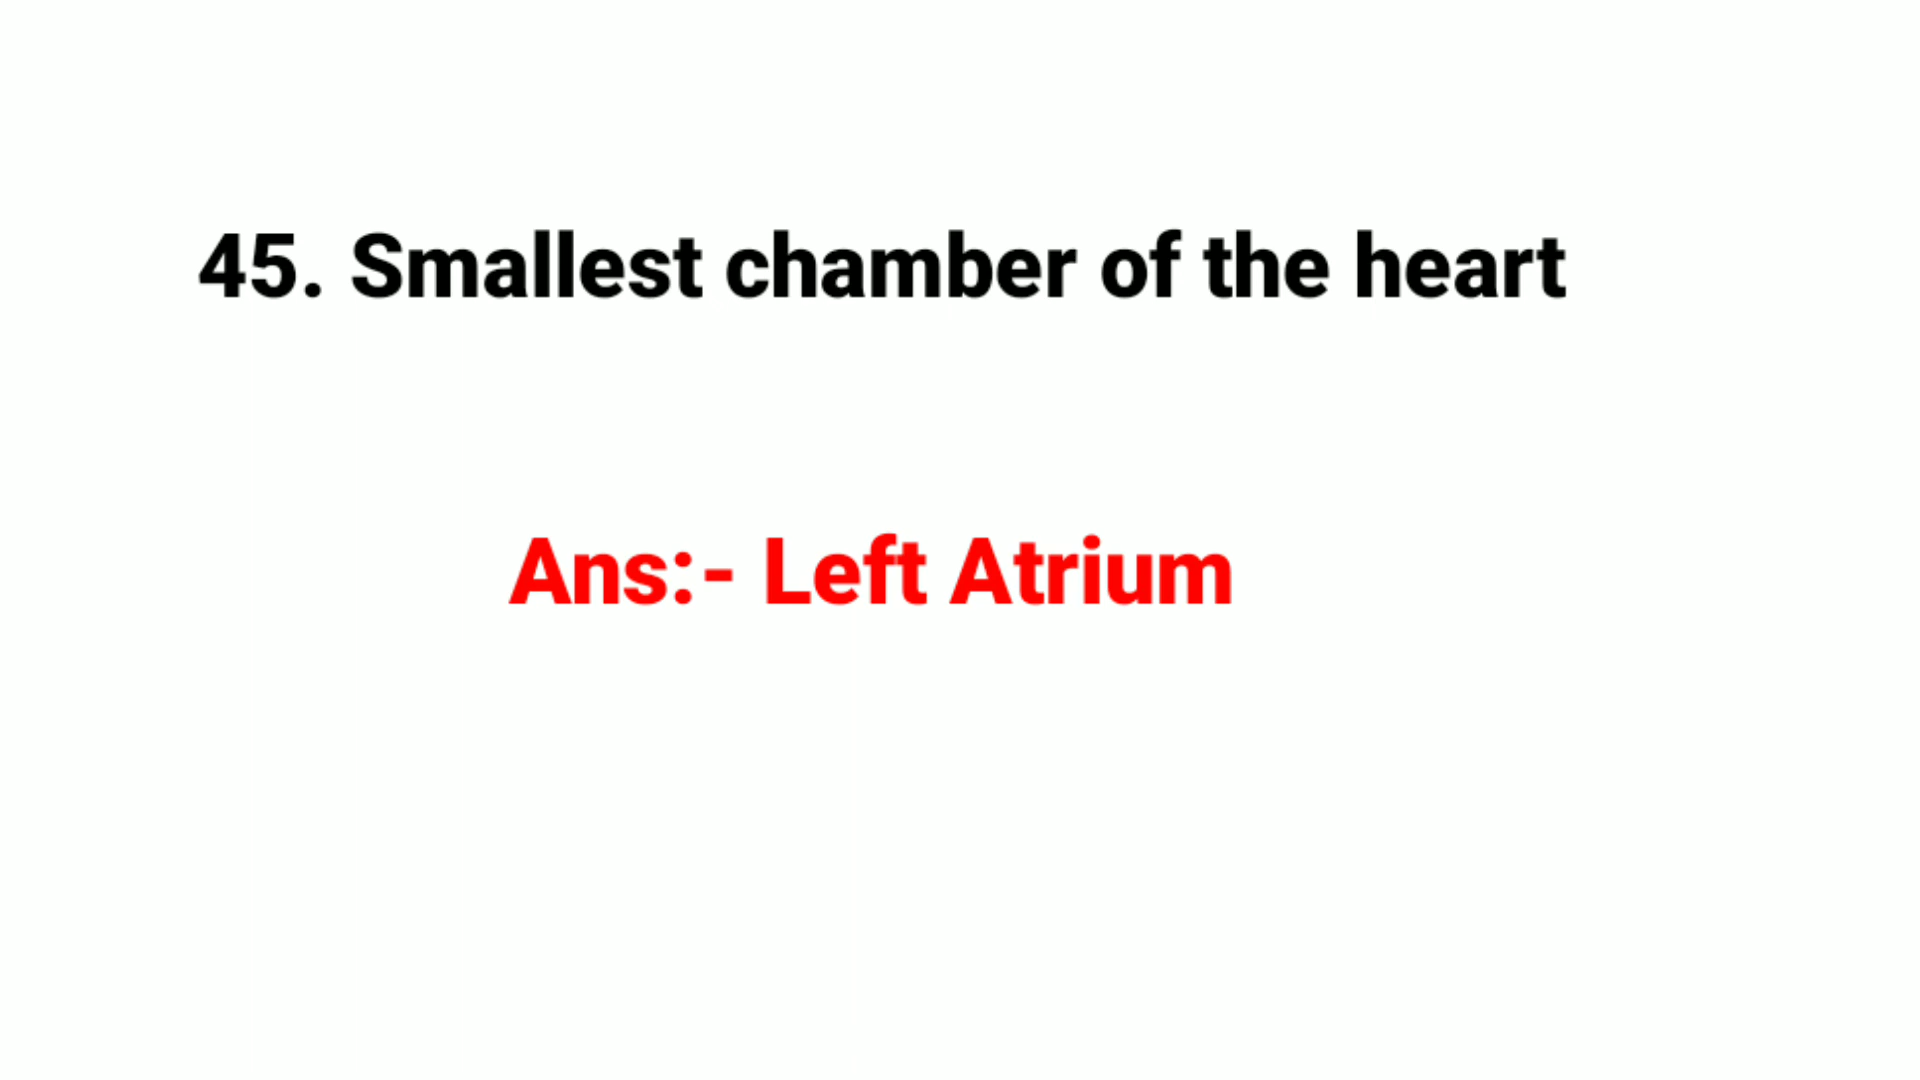 45. Smallest chamber of the heart
Ans:- Left Atrium